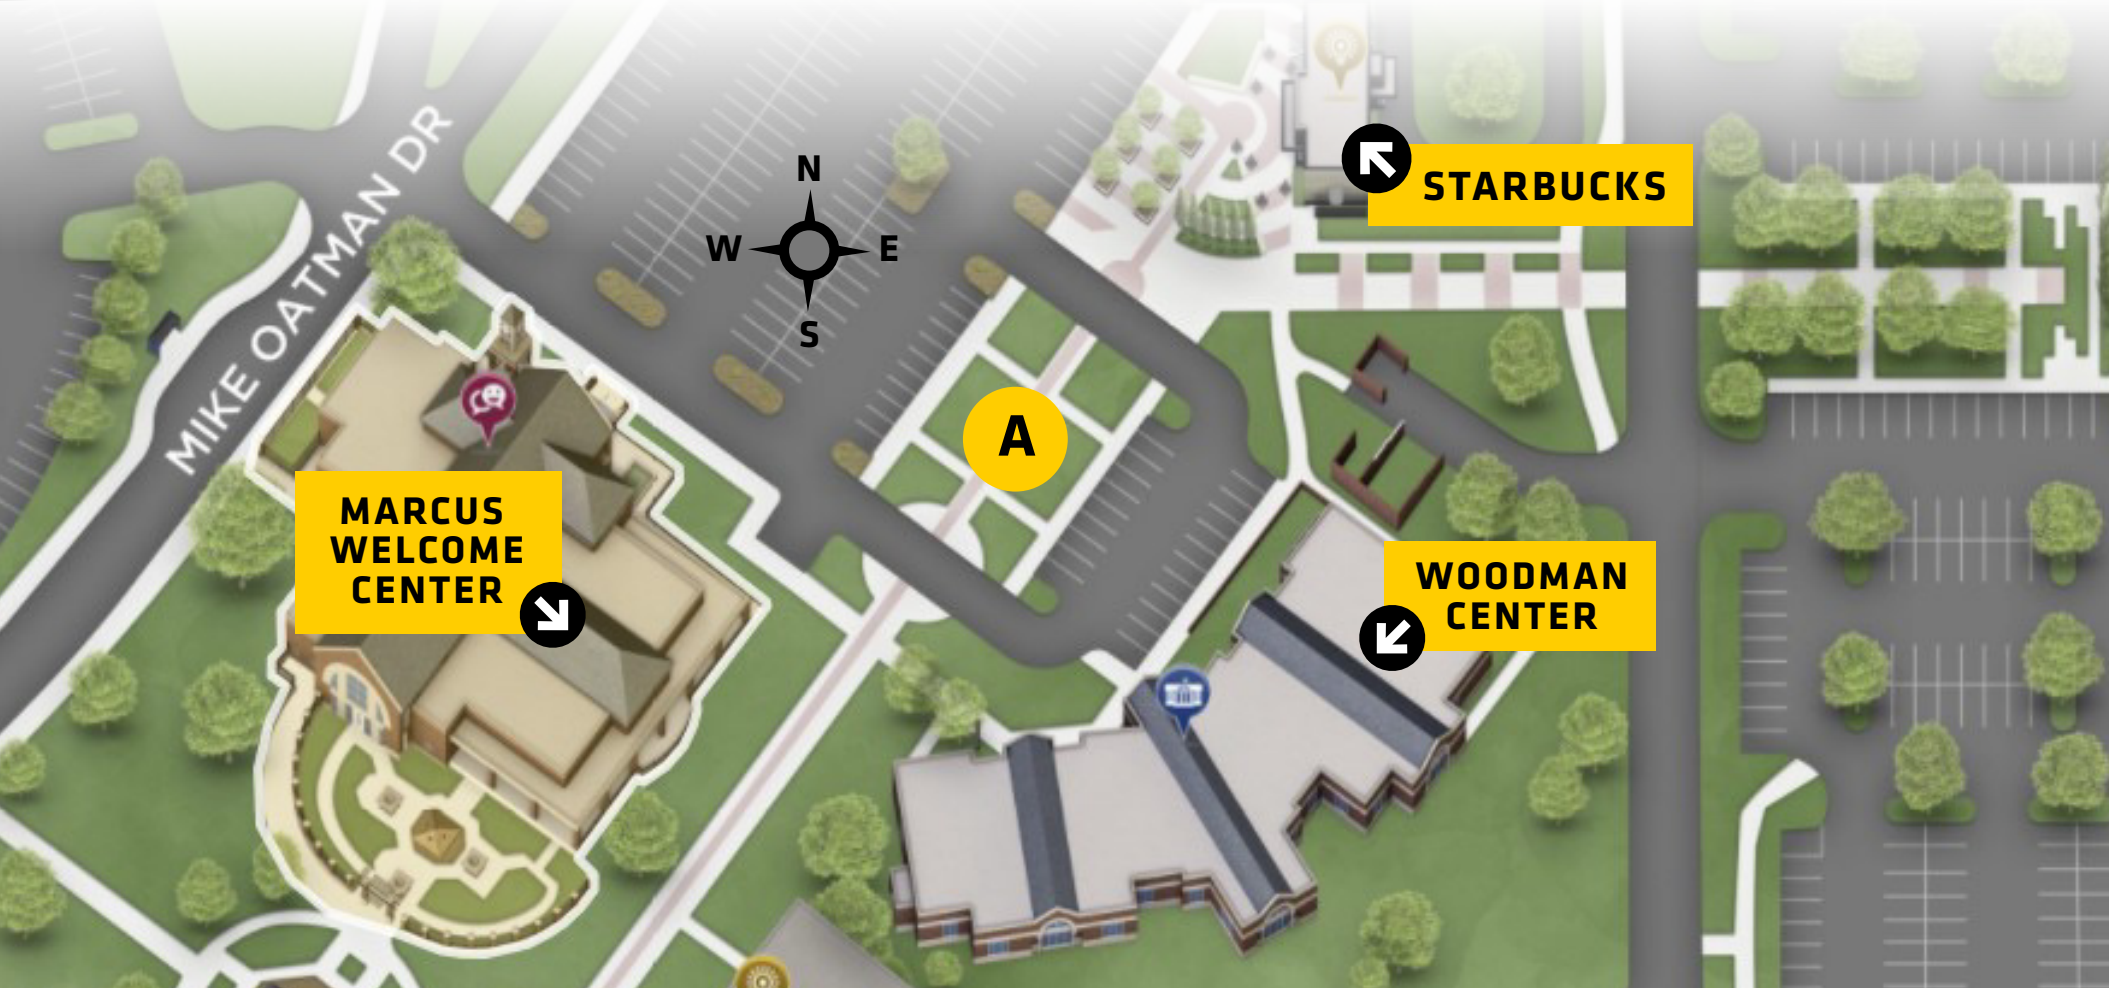 MIKE OATMAN DR
N
W
E
S
STARBUCKS
A
MARCUS
WELCOME
CENTER
WOODMAN
CENTER